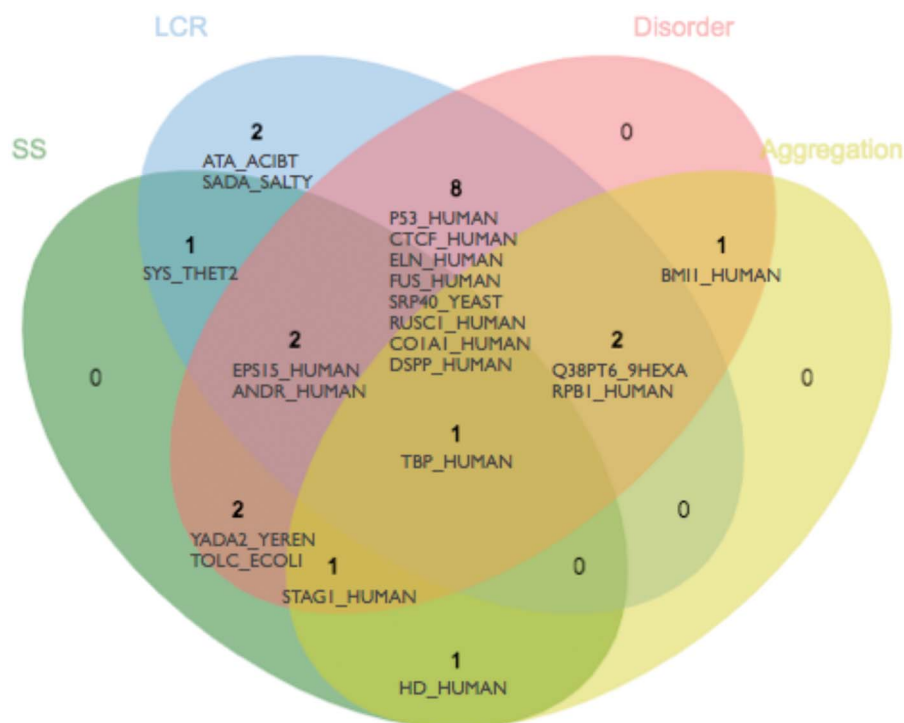 LCR
Disorder
SS
Aggregation
2
ATA_ACIBT
SADA_SALTY
0
8
P53_HUMAN
CTCF_HUMAN
ELN_HUMAN
FUS_HUMAN
SRP40_YEAST
RUSC1_HUMAN
CO1A1_HUMAN
DSPP_HUMAN
1
SYS_THET2
1
BMI1_HUMAN
0
2
EPS15_HUMAN
ANDR_HUMAN
2
Q38PT6_9HEXA
RPB1_HUMAN
0
1
TBP_HUMAN
2
YADA2_YEREN
TOLC_ECOLI
0
1
STAG1_HUMAN
0
1
HD_HUMAN